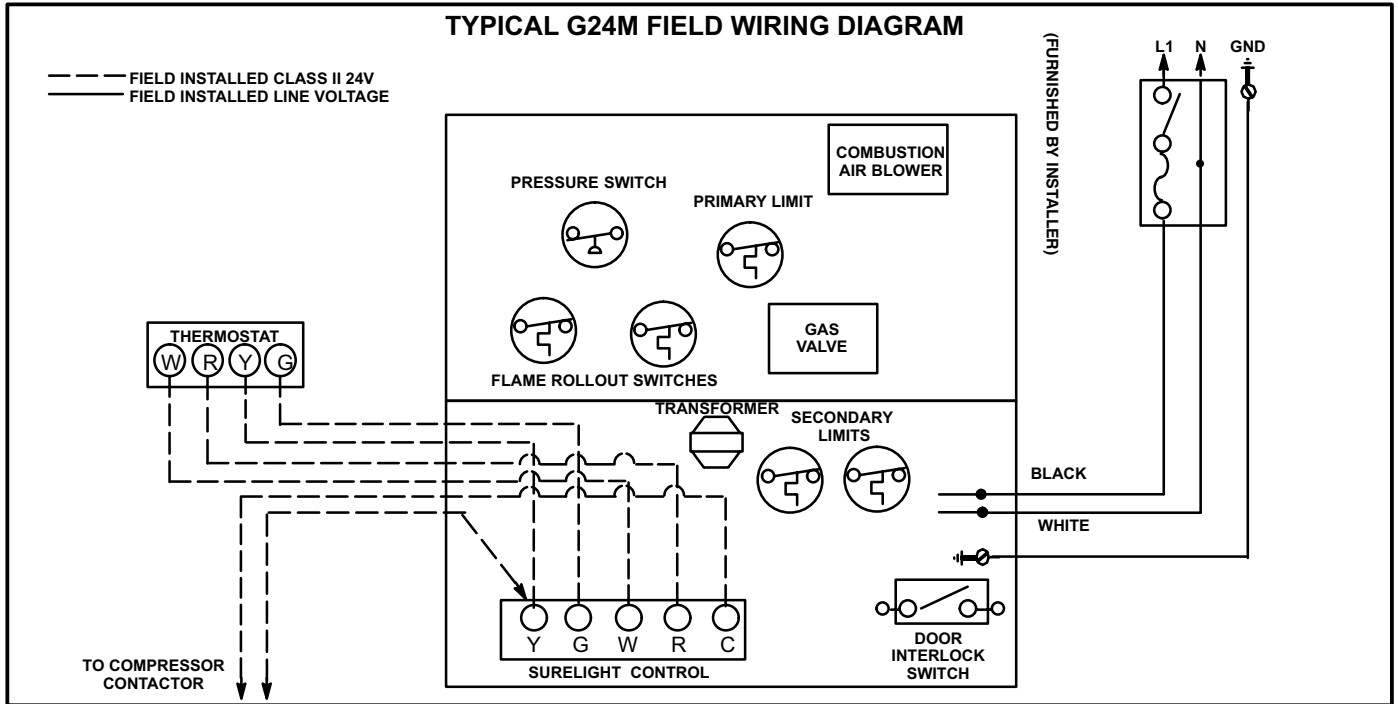 TYPICAL G24M FIELD WIRING DIAGRAM
FIELD INSTALLED CLASS II 24V
FIELD INSTALLED LINE VOLTAGE
(FURNISHED BY INSTALLER)
L1 N GND
COMBUSTION
AIR BLOWER
PRESSURE SWITCH
PRIMARY LIMIT
GAS
VALVE
FLAME ROLLOUT SWITCHES
THERMOSTAT
W R Y G
TRANSFORMER
SECONDARY
LIMITS
BLACK
WHITE
Y G W R C
SURELIGHT CONTROL
DOOR
INTERLOCK
SWITCH
TO COMPRESSOR
CONTACTOR